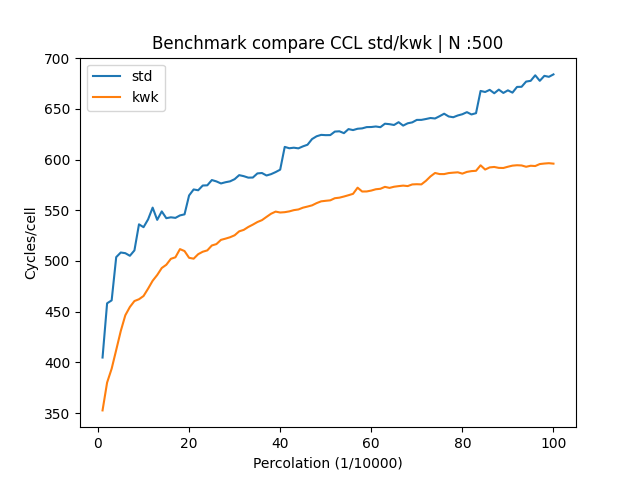 Benchmark compare CCL std/kwk | N :500
std
kwk
Cycles/cell
700
650
600
550
500
450
400
350
0 20 40 60 80 100
Percolation (1/10000)